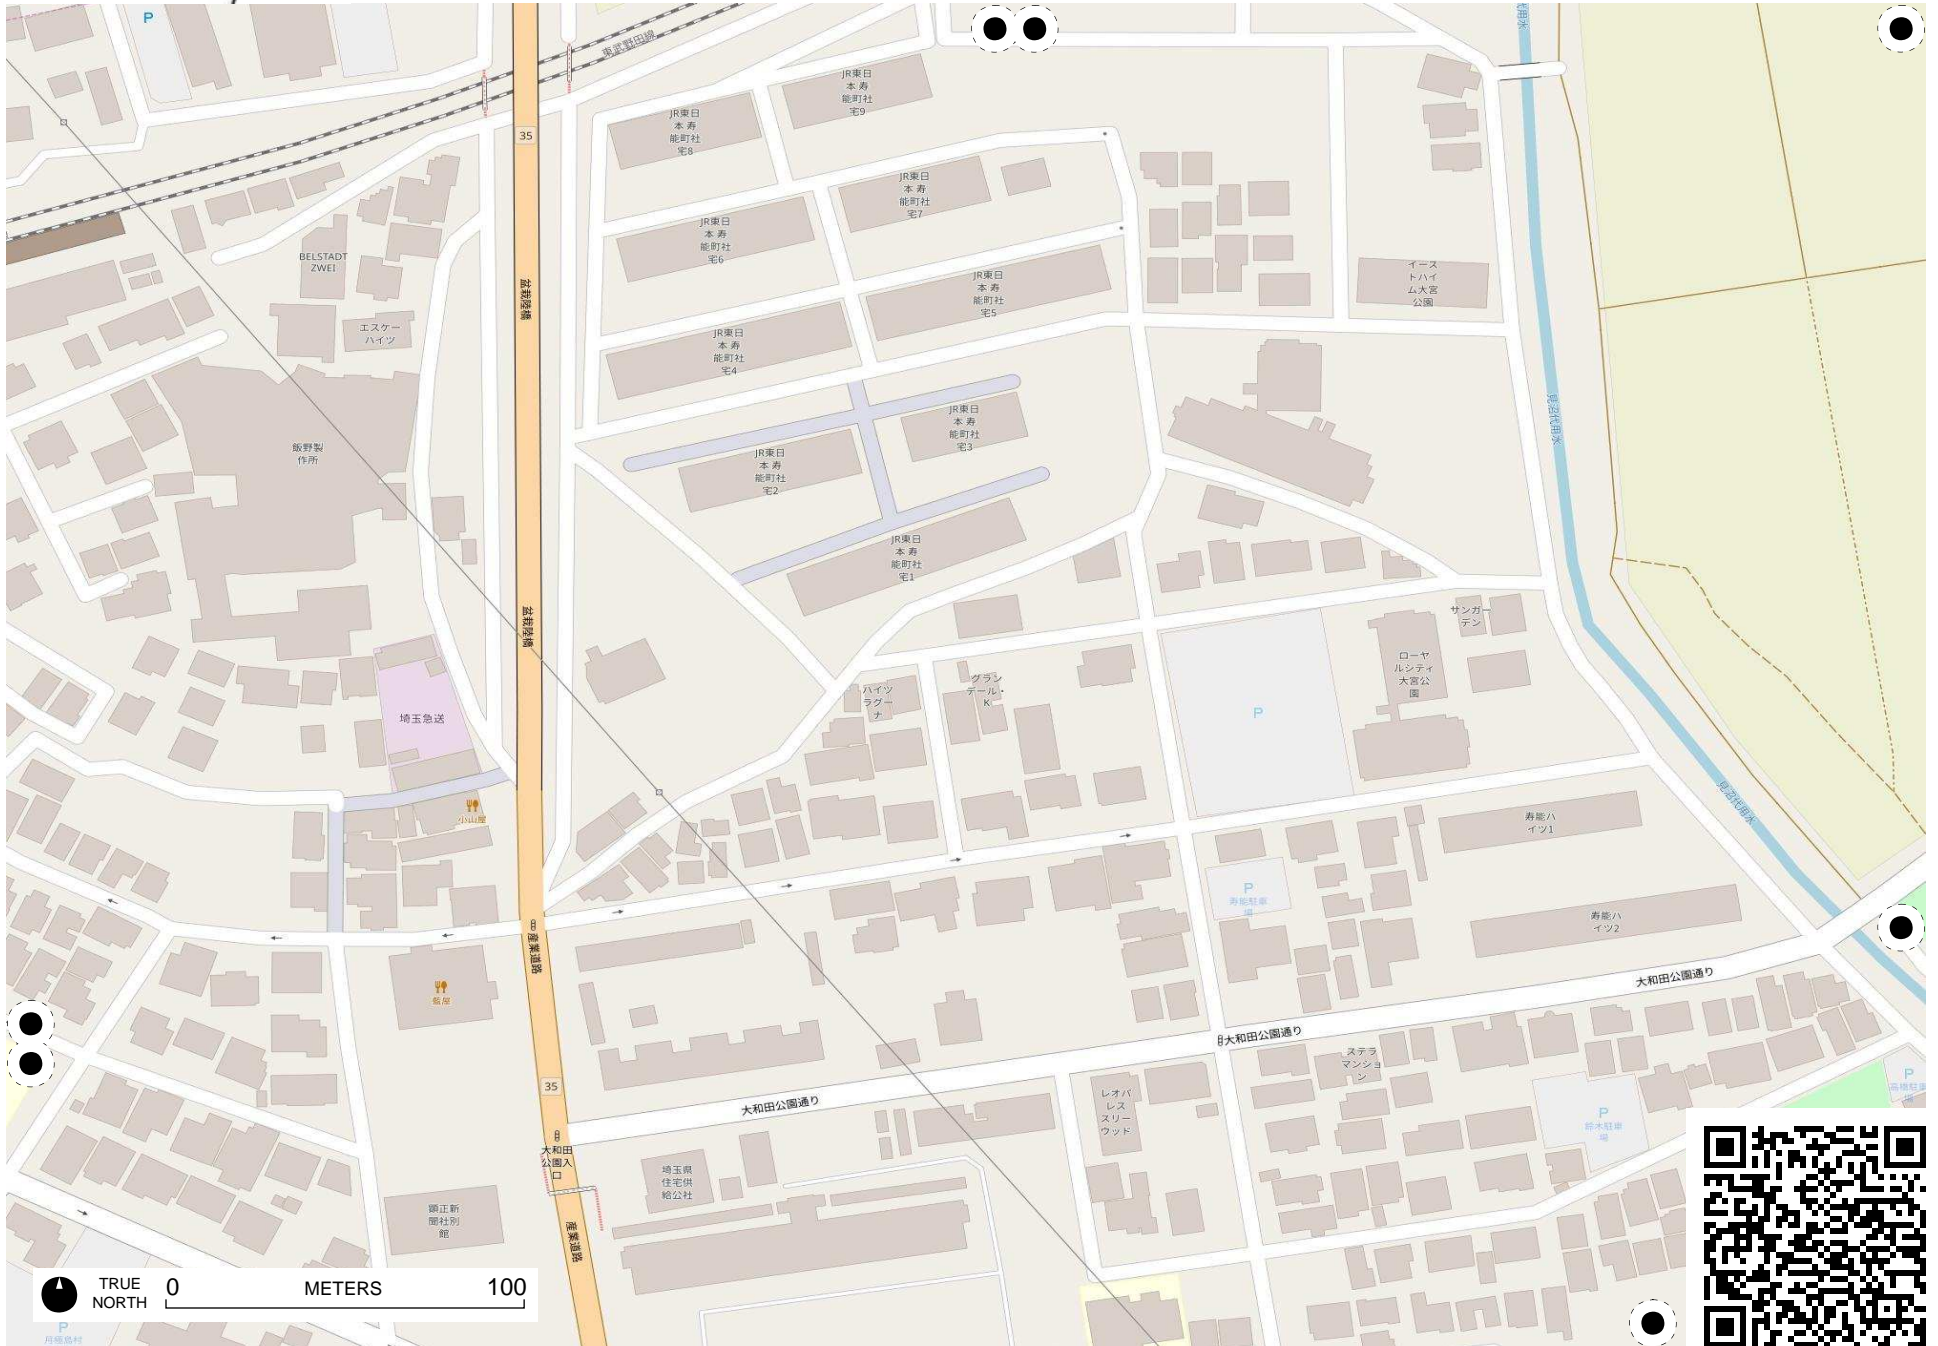 P
東武野田線
JR東日
本 寿
能町社
宅9
JR東日
本 寿
能町社
宅8
35
JR東日
本 寿
能町社
宅7
JR東日
本 寿
能町社
宅6
BELSTADT
ZWEI
イース
トハイ
ム大宮
公園
JR東日
本 寿
能町社
宅5
盆栽陸橋
エスケー
ハイツ
JR東日
本 寿
能町社
宅4
見沼代用水
JR東日
本 寿
能町社
宅3
飯野製
作所
JR東日
本 寿
能町社
宅2
JR東日
本 寿
能町社
宅1
盆栽陸橋
サンガー
デン
ローヤ
ルシティ
大宮公
園
ハイツ
ラグー
ナ
グラン
デール・
K
埼玉急送
P
見沼代用水
小山屋
寿能ハ
イツ1
P
寿能駐車
場
寿能ハ
イツ2
産業道路
藍屋
大和田公園通り
大和田公園通り
ステラ
マンショ
ン
P
高橋駐車
場
35
大和田公園通り
レオパ
レス
スリー
ウッド
P
鈴木駐車
場
大和田
公園入
口
埼玉県
住宅供
給公社
顕正新
聞社別
館
産業道路
TRUE
NORTH
0 METERS 100
P